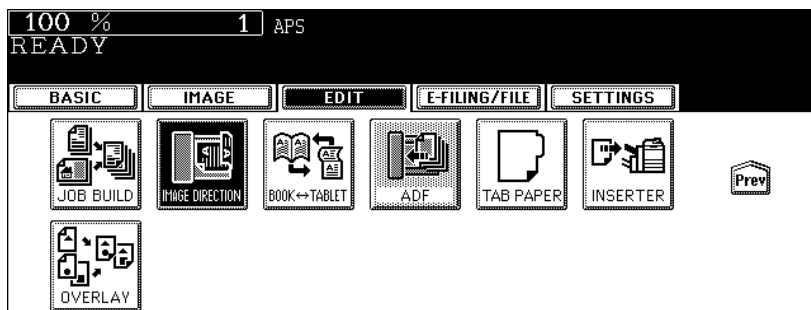 100 % 1 APS
READY
BASIC IMAGE EDIT E-FILING/FILE SETTINGS
JOB BUILD IMAGE DIRECTION BOOK↔TABLET ADF TAB PAPER INSERTER Prev
OVERLAY